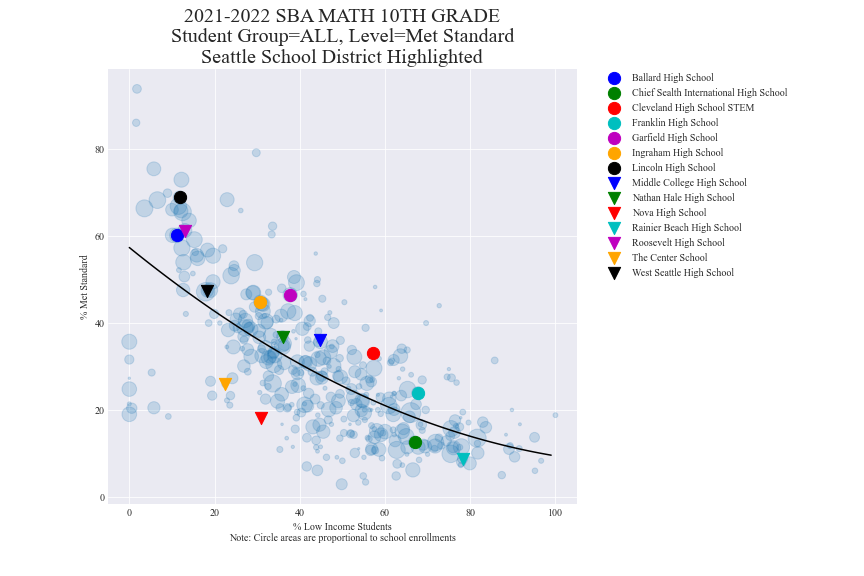 2021-2022 SBA MATH 10TH GRADE
Student Group=ALL, Level=Met Standard
Seattle School District Highlighted
Ballard High School
Chief Sealth International High School
Cleveland High School STEM
Franklin High School
Garfield High School
Ingraham High School
Lincoln High School
Middle College High School
Nathan Hale High School
Nova High School
Rainier Beach High School
Roosevelt High School
The Center School
West Seattle High School
% Met Standard
80
60
40
20
0
0 20 40 60 80 100
% Low Income Students
Note: Circle areas are proportional to school enrollments